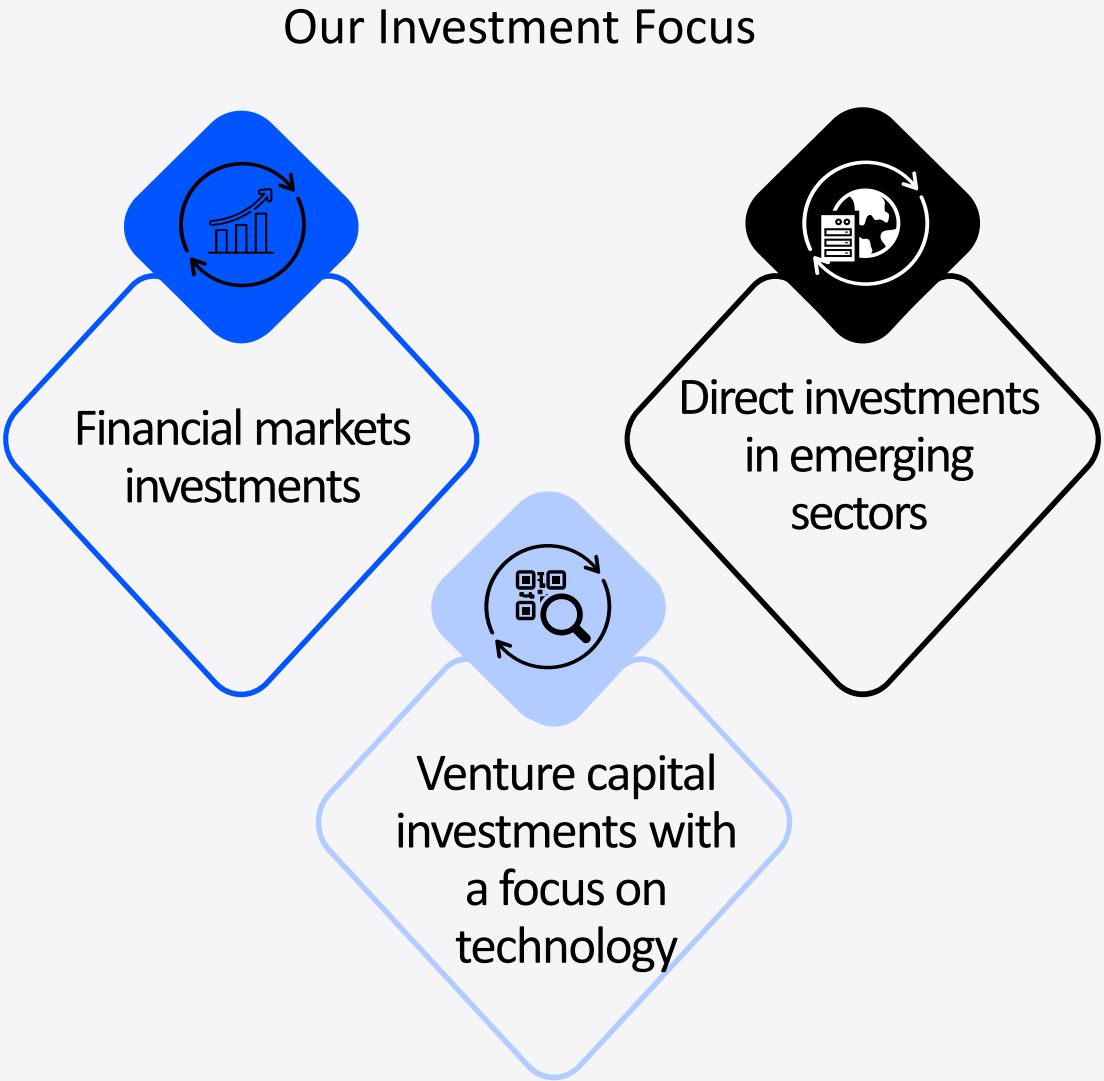 Our Investment Focus
Financial markets
investments
Direct investments
in emerging
sectors
Venture capital
investments with
a focus on
technology